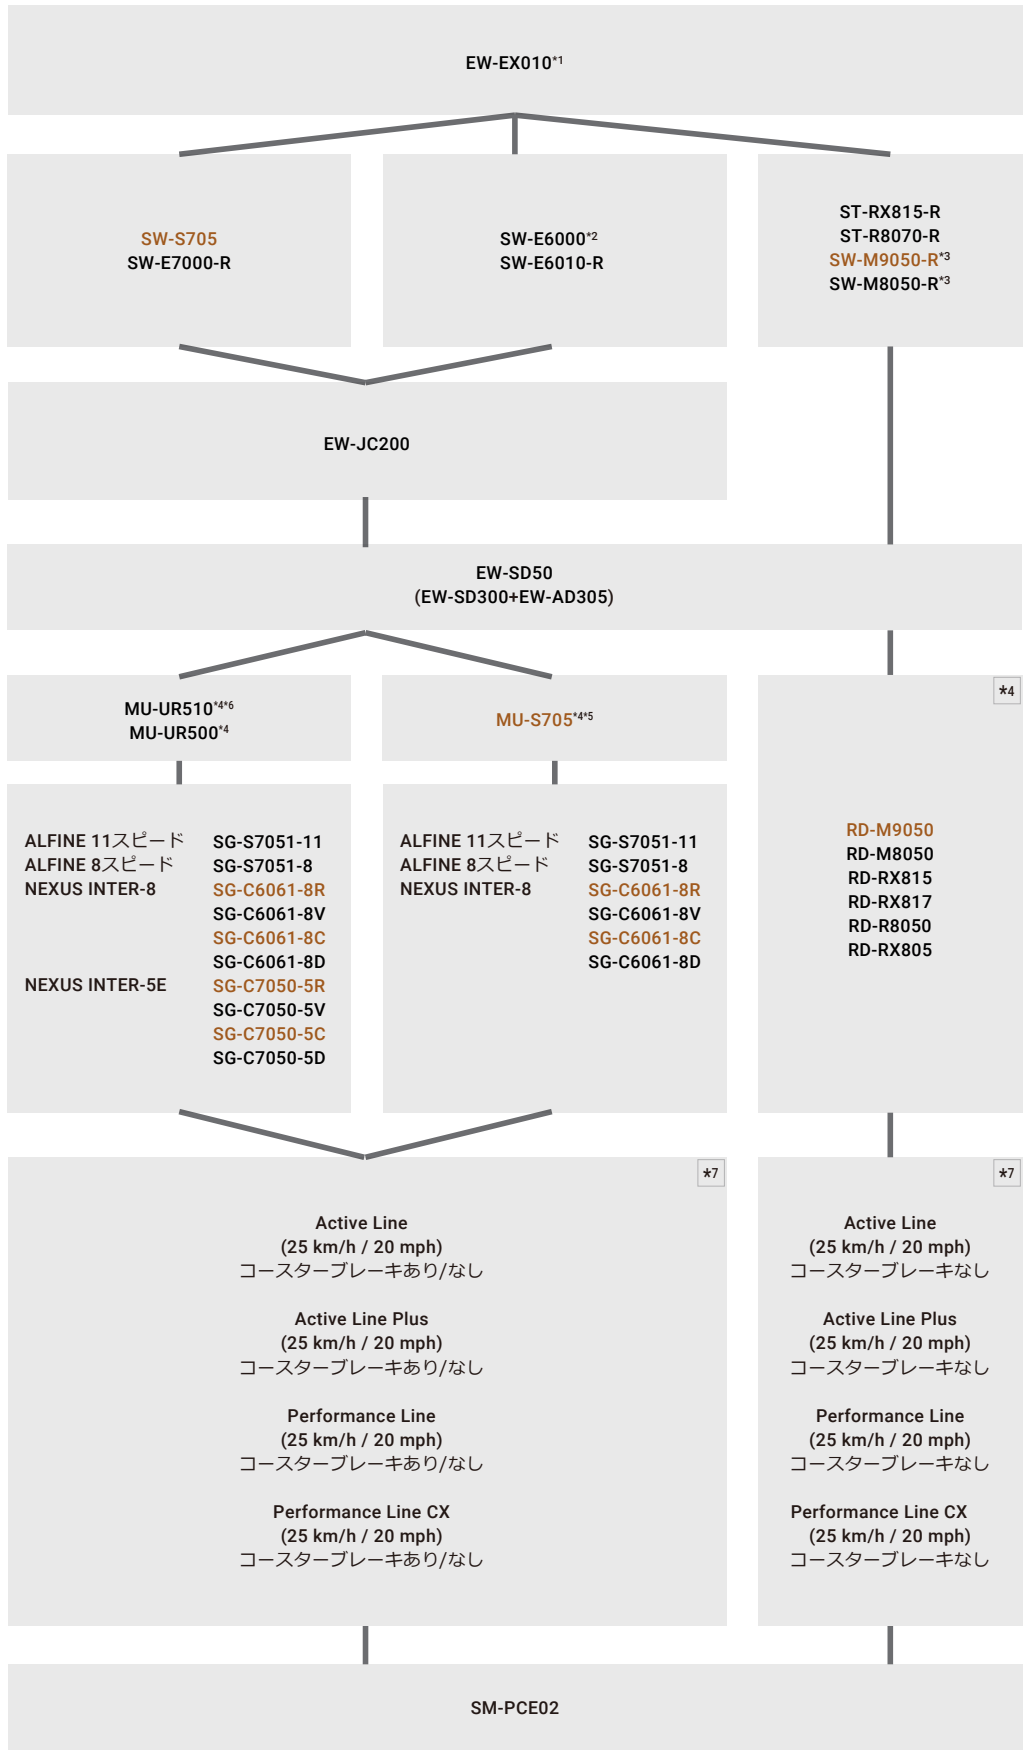 EW-EX010*1
SW-S705
SW-E7000-R
SW-E6000*2
SW-E6010-R
ST-RX815-R
ST-R8070-R
SW-M9050-R*3
SW-M8050-R*3
EW-JC200
EW-SD50
(EW-SD300+EW-AD305)
MU-UR510*4*6
MU-UR500*4
MU-S705*4*5
ALFINE 11スピード SG-S7051-11
ALFINE 8スピード SG-S7051-8
NEXUS INTER-8 SG-C6061-8R
SG-C6061-8V
SG-C6061-8C
SG-C6061-8D
NEXUS INTER-5E SG-C7050-5R
SG-C7050-5V
SG-C7050-5C
SG-C7050-5D
ALFINE 11スピード SG-S7051-11
ALFINE 8スピード SG-S7051-8
NEXUS INTER-8 SG-C6061-8R
SG-C6061-8V
SG-C6061-8C
SG-C6061-8D
*4
RD-M9050
RD-M8050
RD-RX815
RD-RX817
RD-R8050
RD-RX805
*7
Active Line
(25 km/h / 20 mph)
コースターブレーキあり/なし
Active Line Plus
(25 km/h / 20 mph)
コースターブレーキあり/なし
Performance Line
(25 km/h / 20 mph)
コースターブレーキあり/なし
Performance Line CX
(25 km/h / 20 mph)
コースターブレーキあり/なし
*7
Active Line
(25 km/h / 20 mph)
コースターブレーキなし
Active Line Plus
(25 km/h / 20 mph)
コースターブレーキなし
Performance Line
(25 km/h / 20 mph)
コースターブレーキなし
Performance Line CX
(25 km/h / 20 mph)
コースターブレーキなし
SM-PCE02